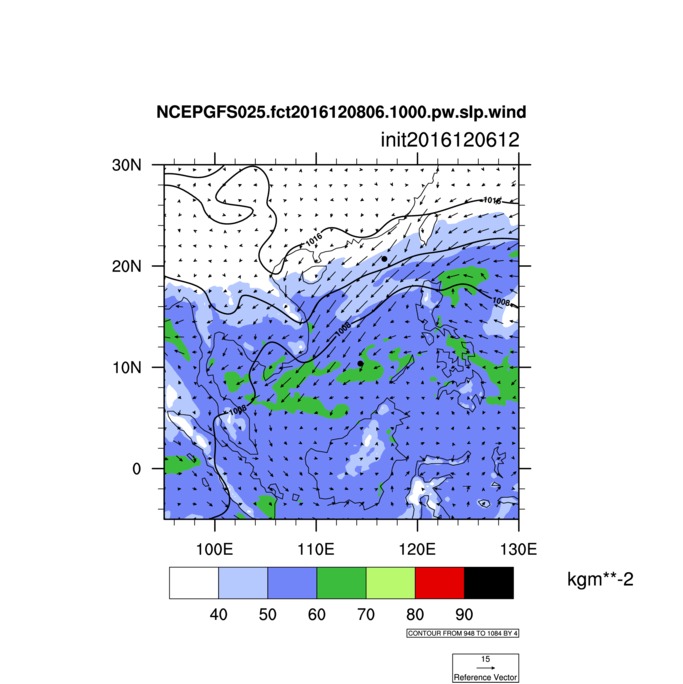 NCEPGFS025.fct2016120806.1000.pw.slp.wind
init2016120612
30N
20N
10N
0
100E 110E 120E 130E
1016
1016
1008
1008
1008
40 50 60 70 80 90
kgm**-2
CONTOUR FROM 948 TO 1084 BY 4
15
Reference Vector